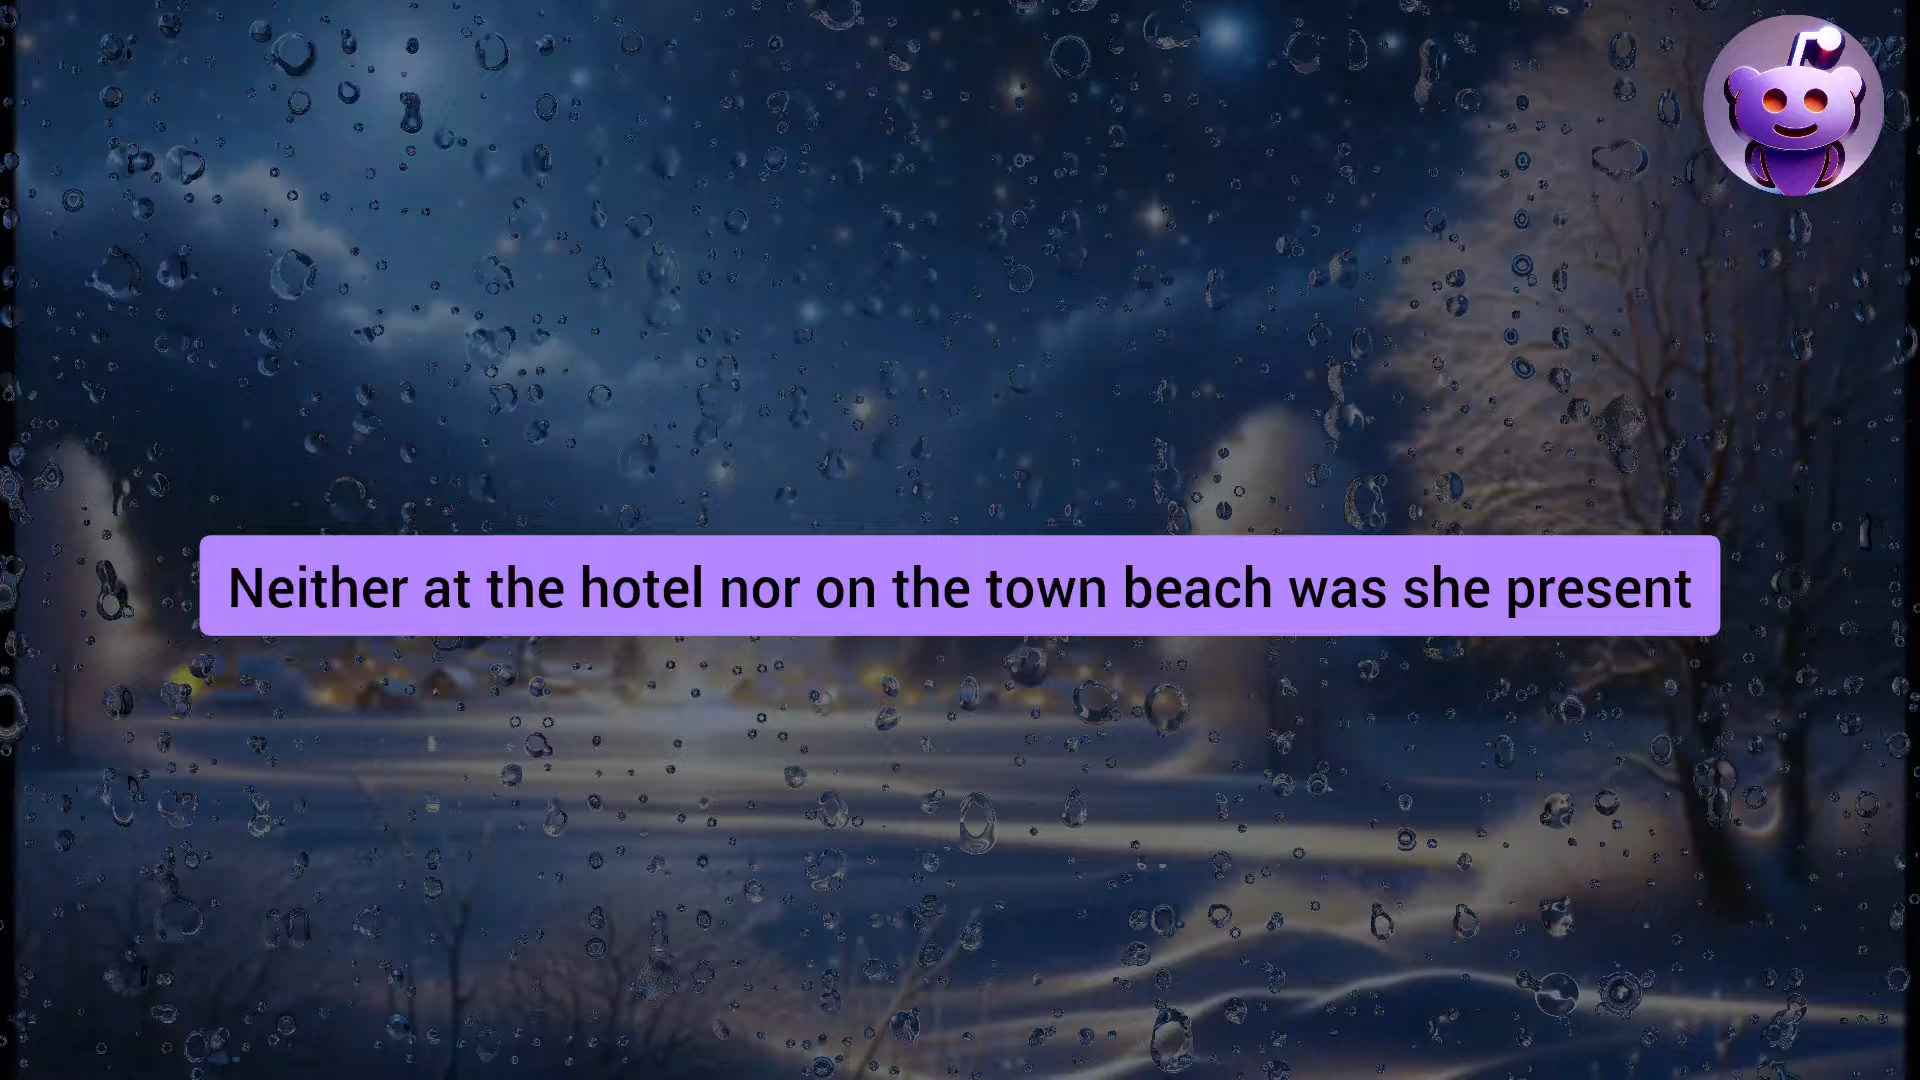 Neither at the hotel nor on the town beach was she present